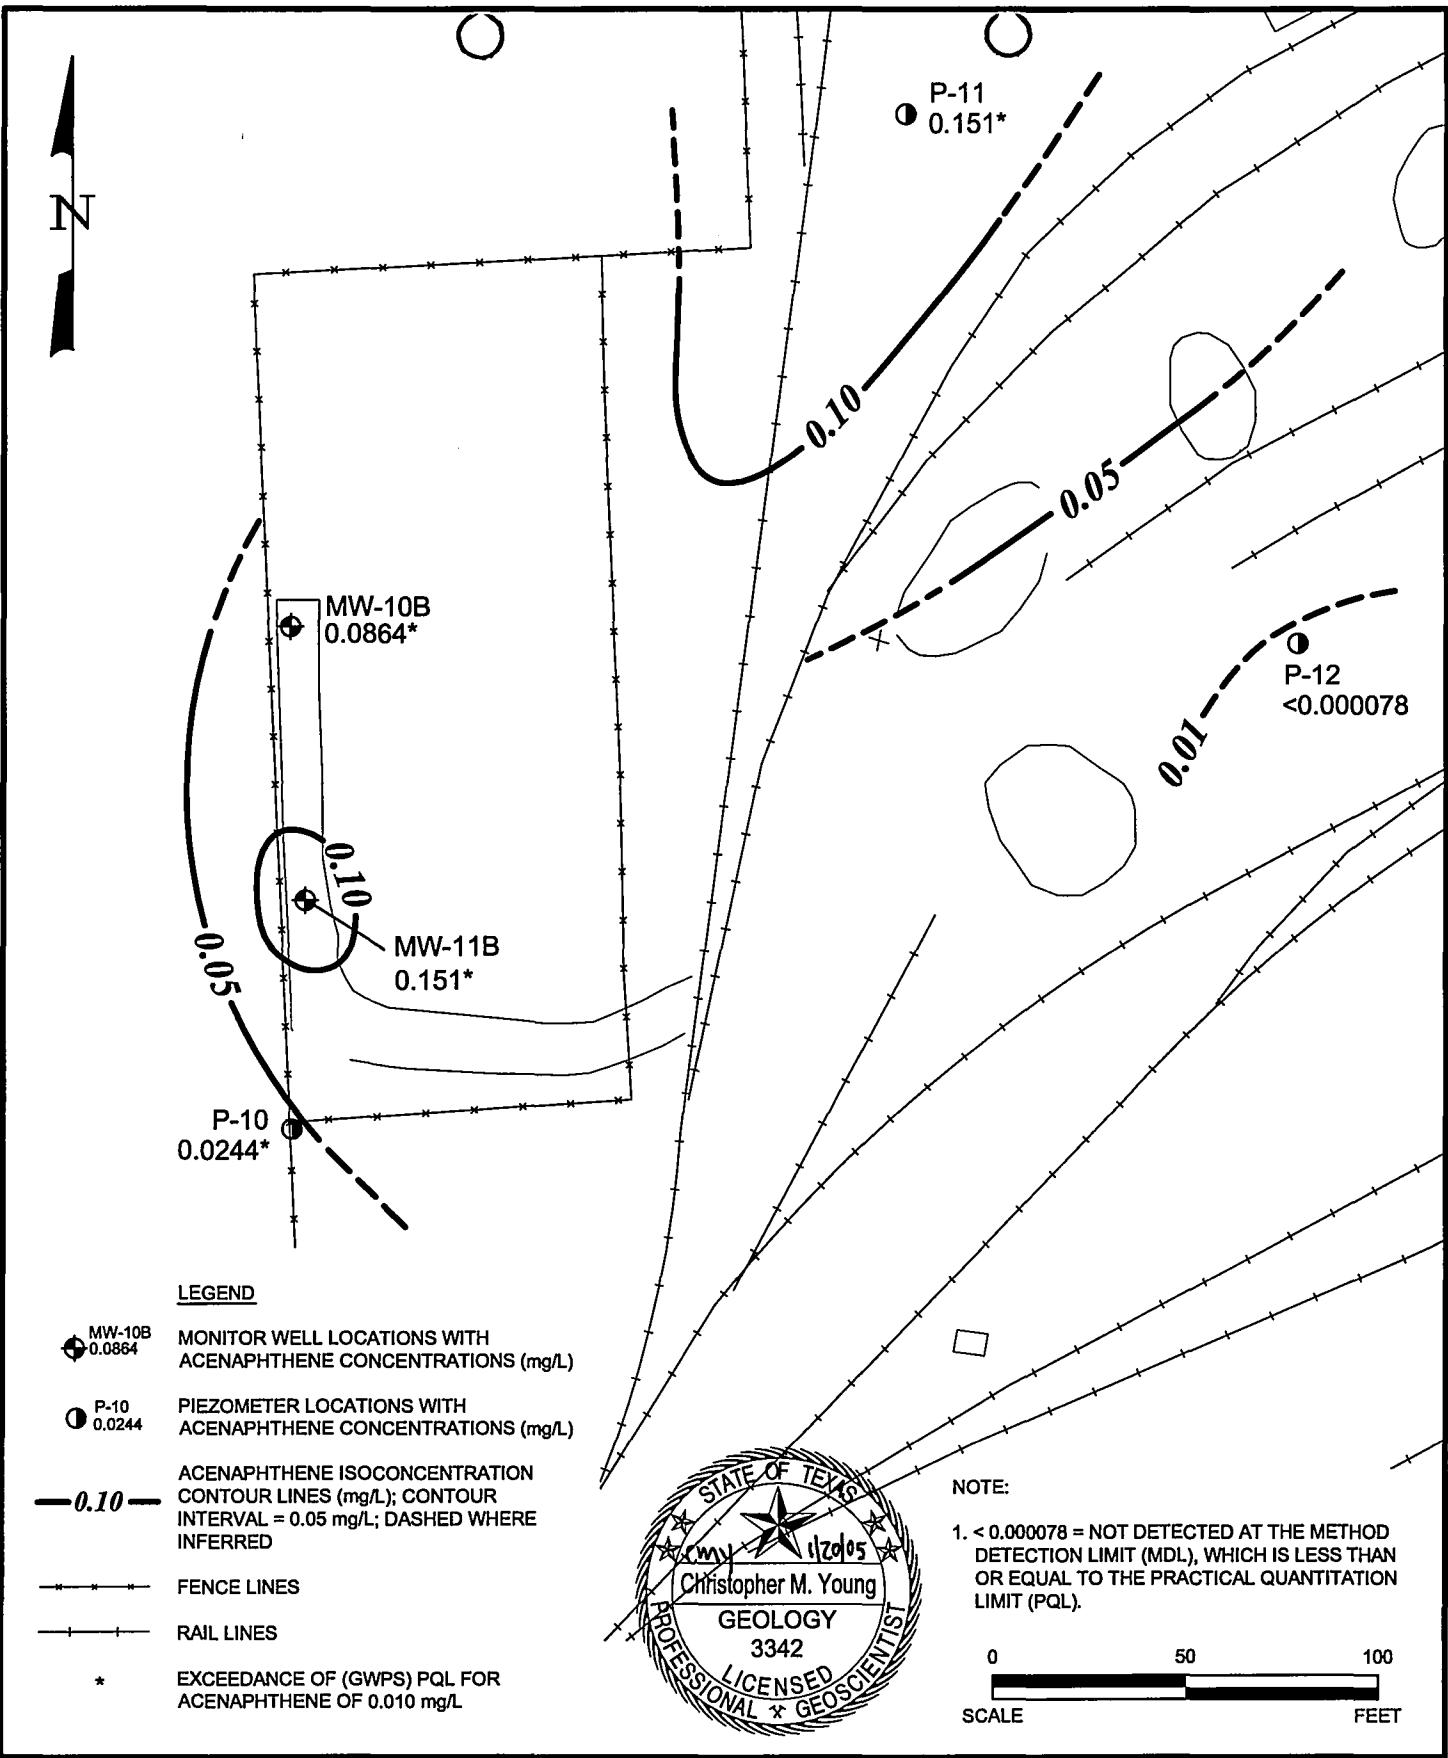 P-11
0.151*
N
0.10
0.05
MW-10B
0.0864*
P-12
<0.000078
0.01
0.10
MW-11B
0.151*
0.05
P-10
0.0244*
LEGEND
MW-10B
0.0864
MONITOR WELL LOCATIONS WITH
ACENAPHTHENE CONCENTRATIONS (mg/L)
P-10
0.0244
PIEZOMETER LOCATIONS WITH
ACENAPHTHENE CONCENTRATIONS (mg/L)
0.10
ACENAPHTHENE ISOCONCENTRATION
CONTOUR LINES (mg/L); CONTOUR
INTERVAL = 0.05 mg/L; DASHED WHERE
INFERRED
FENCE LINES
RAIL LINES
*
EXCEEDANCE OF (GWPS) PQL FOR
ACENAPHTHENE OF 0.010 mg/L
STATE OF TEXAS
CMY 1/20/05
Christopher M. Young
GEOLOGY
3342
LICENSED
PROFESSIONAL GEOSCIENTIST
NOTE:
1. < 0.000078 = NOT DETECTED AT THE METHOD
DETECTION LIMIT (MDL), WHICH IS LESS THAN
OR EQUAL TO THE PRACTICAL QUANTITATION
LIMIT (PQL).
0 50 100
SCALE FEET